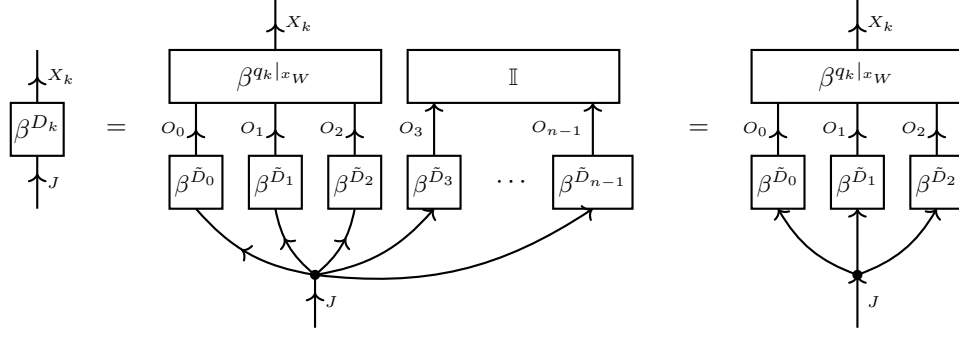 X_k X_k
X_k β^{q_k|_{x_W}} 𝕀 β^{q_k|_{x_W}}
β^{D_k} = O_0 O_1 O_2 O_3 O_{n−1} = O_0 O_1 O_2
J β^{D̃_0} β^{D̃_1} β^{D̃_2} β^{D̃_3} ⋯ β^{D̃_{n−1}} β^{D̃_0} β^{D̃_1} β^{D̃_2}
J J